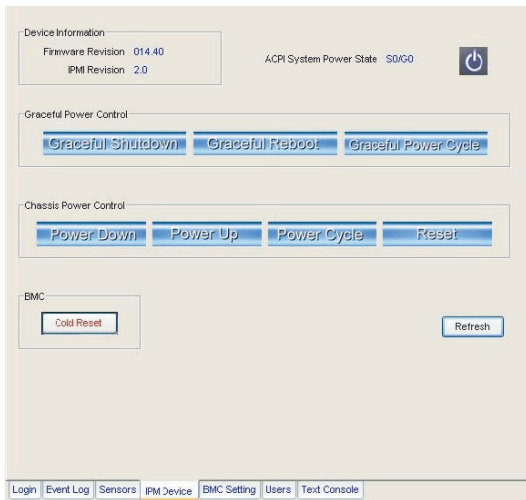 Device Information
Firmware Revision 014.40
IPMI Revision 2.0
ACPI System Power State S0/G0
Graceful Power Control
Graceful Shutdown Graceful Reboot Graceful Power Cycle
Chassis Power Control
Power Down Power Up Power Cycle Reset
BMC
Cold Reset
Refresh
Login Event Log Sensors IPM Device BMC Setting Users Text Console